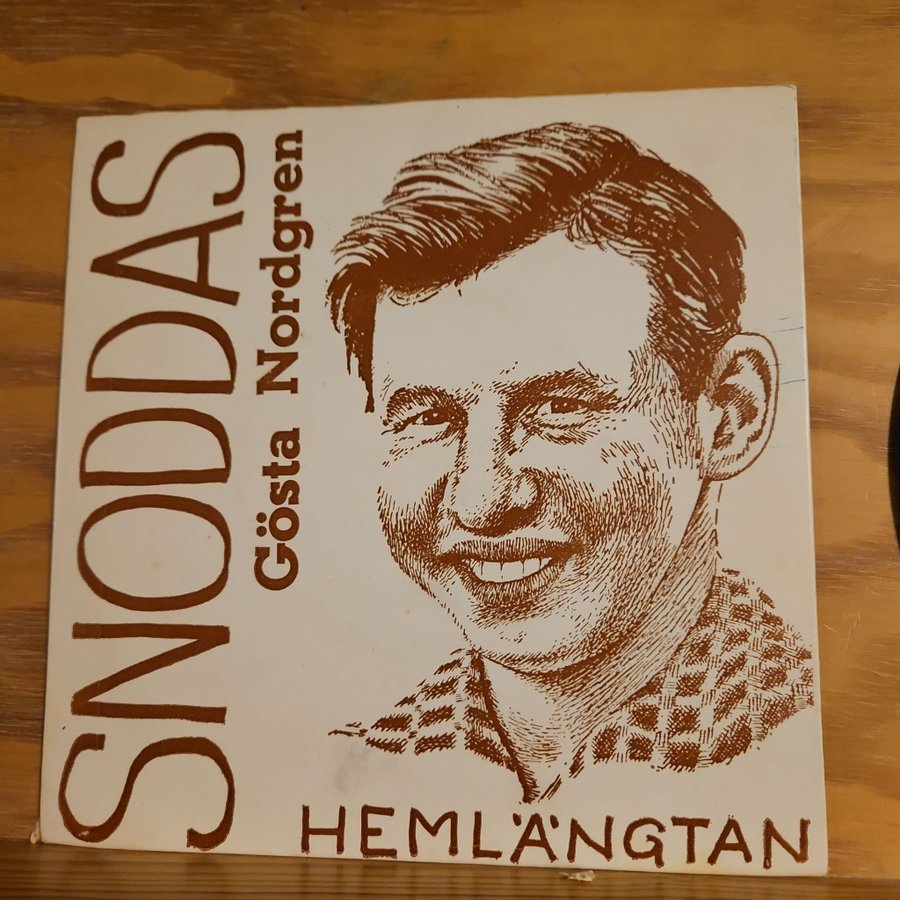 SNODDAS
Gösta Nordgren
HEMLÄNGTAN